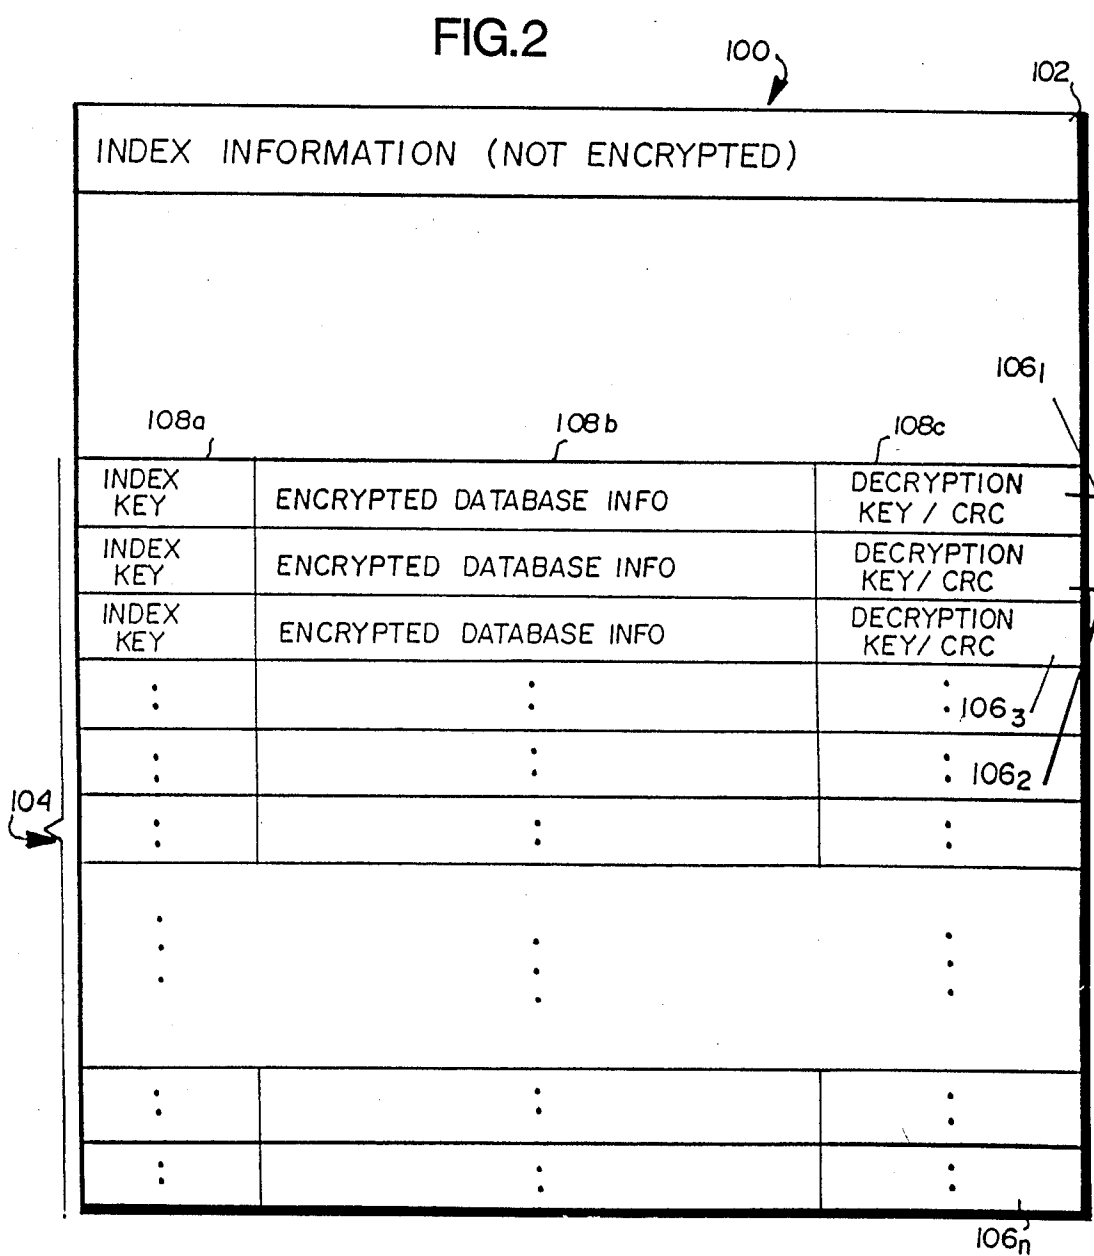 FIG.2
100
102
INDEX INFORMATION (NOT ENCRYPTED)
106₁
108a
108b
108c
INDEX KEY
ENCRYPTED DATABASE INFO
DECRYPTION KEY / CRC
INDEX KEY
ENCRYPTED DATABASE INFO
DECRYPTION KEY/ CRC
INDEX KEY
ENCRYPTED DATABASE INFO
DECRYPTION KEY/ CRC
106₃
106₂
104
106ₙ